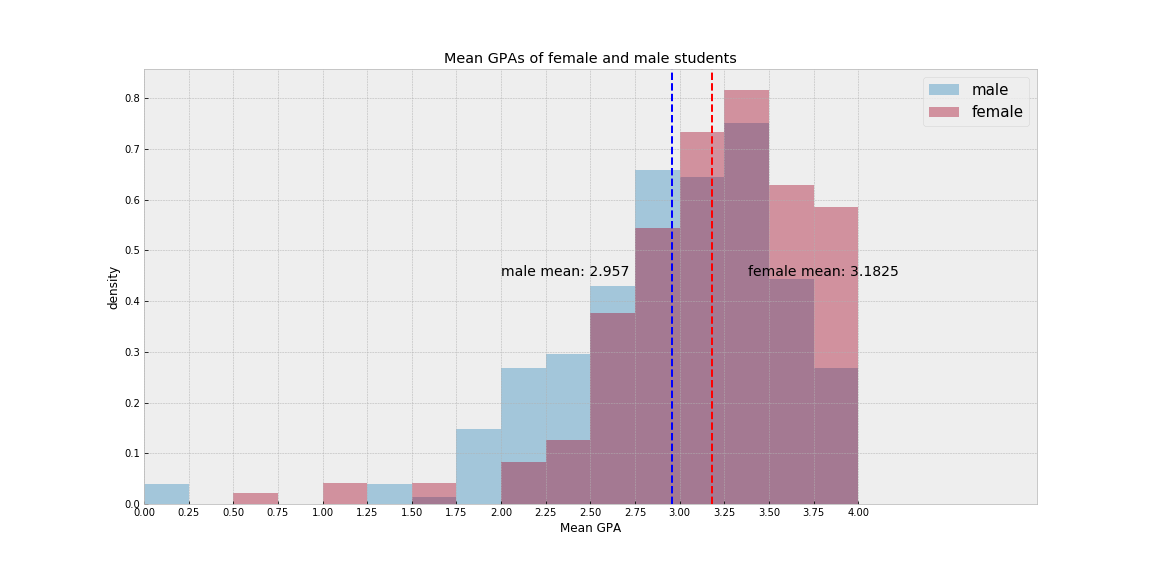 Mean GPAs of female and male students
male
female
0.8
0.7
0.6
0.5
0.4
0.3
0.2
0.1
0.0
density
male mean: 2.957
female mean: 3.1825
0.00 0.25 0.50 0.75 1.00 1.25 1.50 1.75 2.00 2.25 2.50 2.75 3.00 3.25 3.50 3.75 4.00
Mean GPA